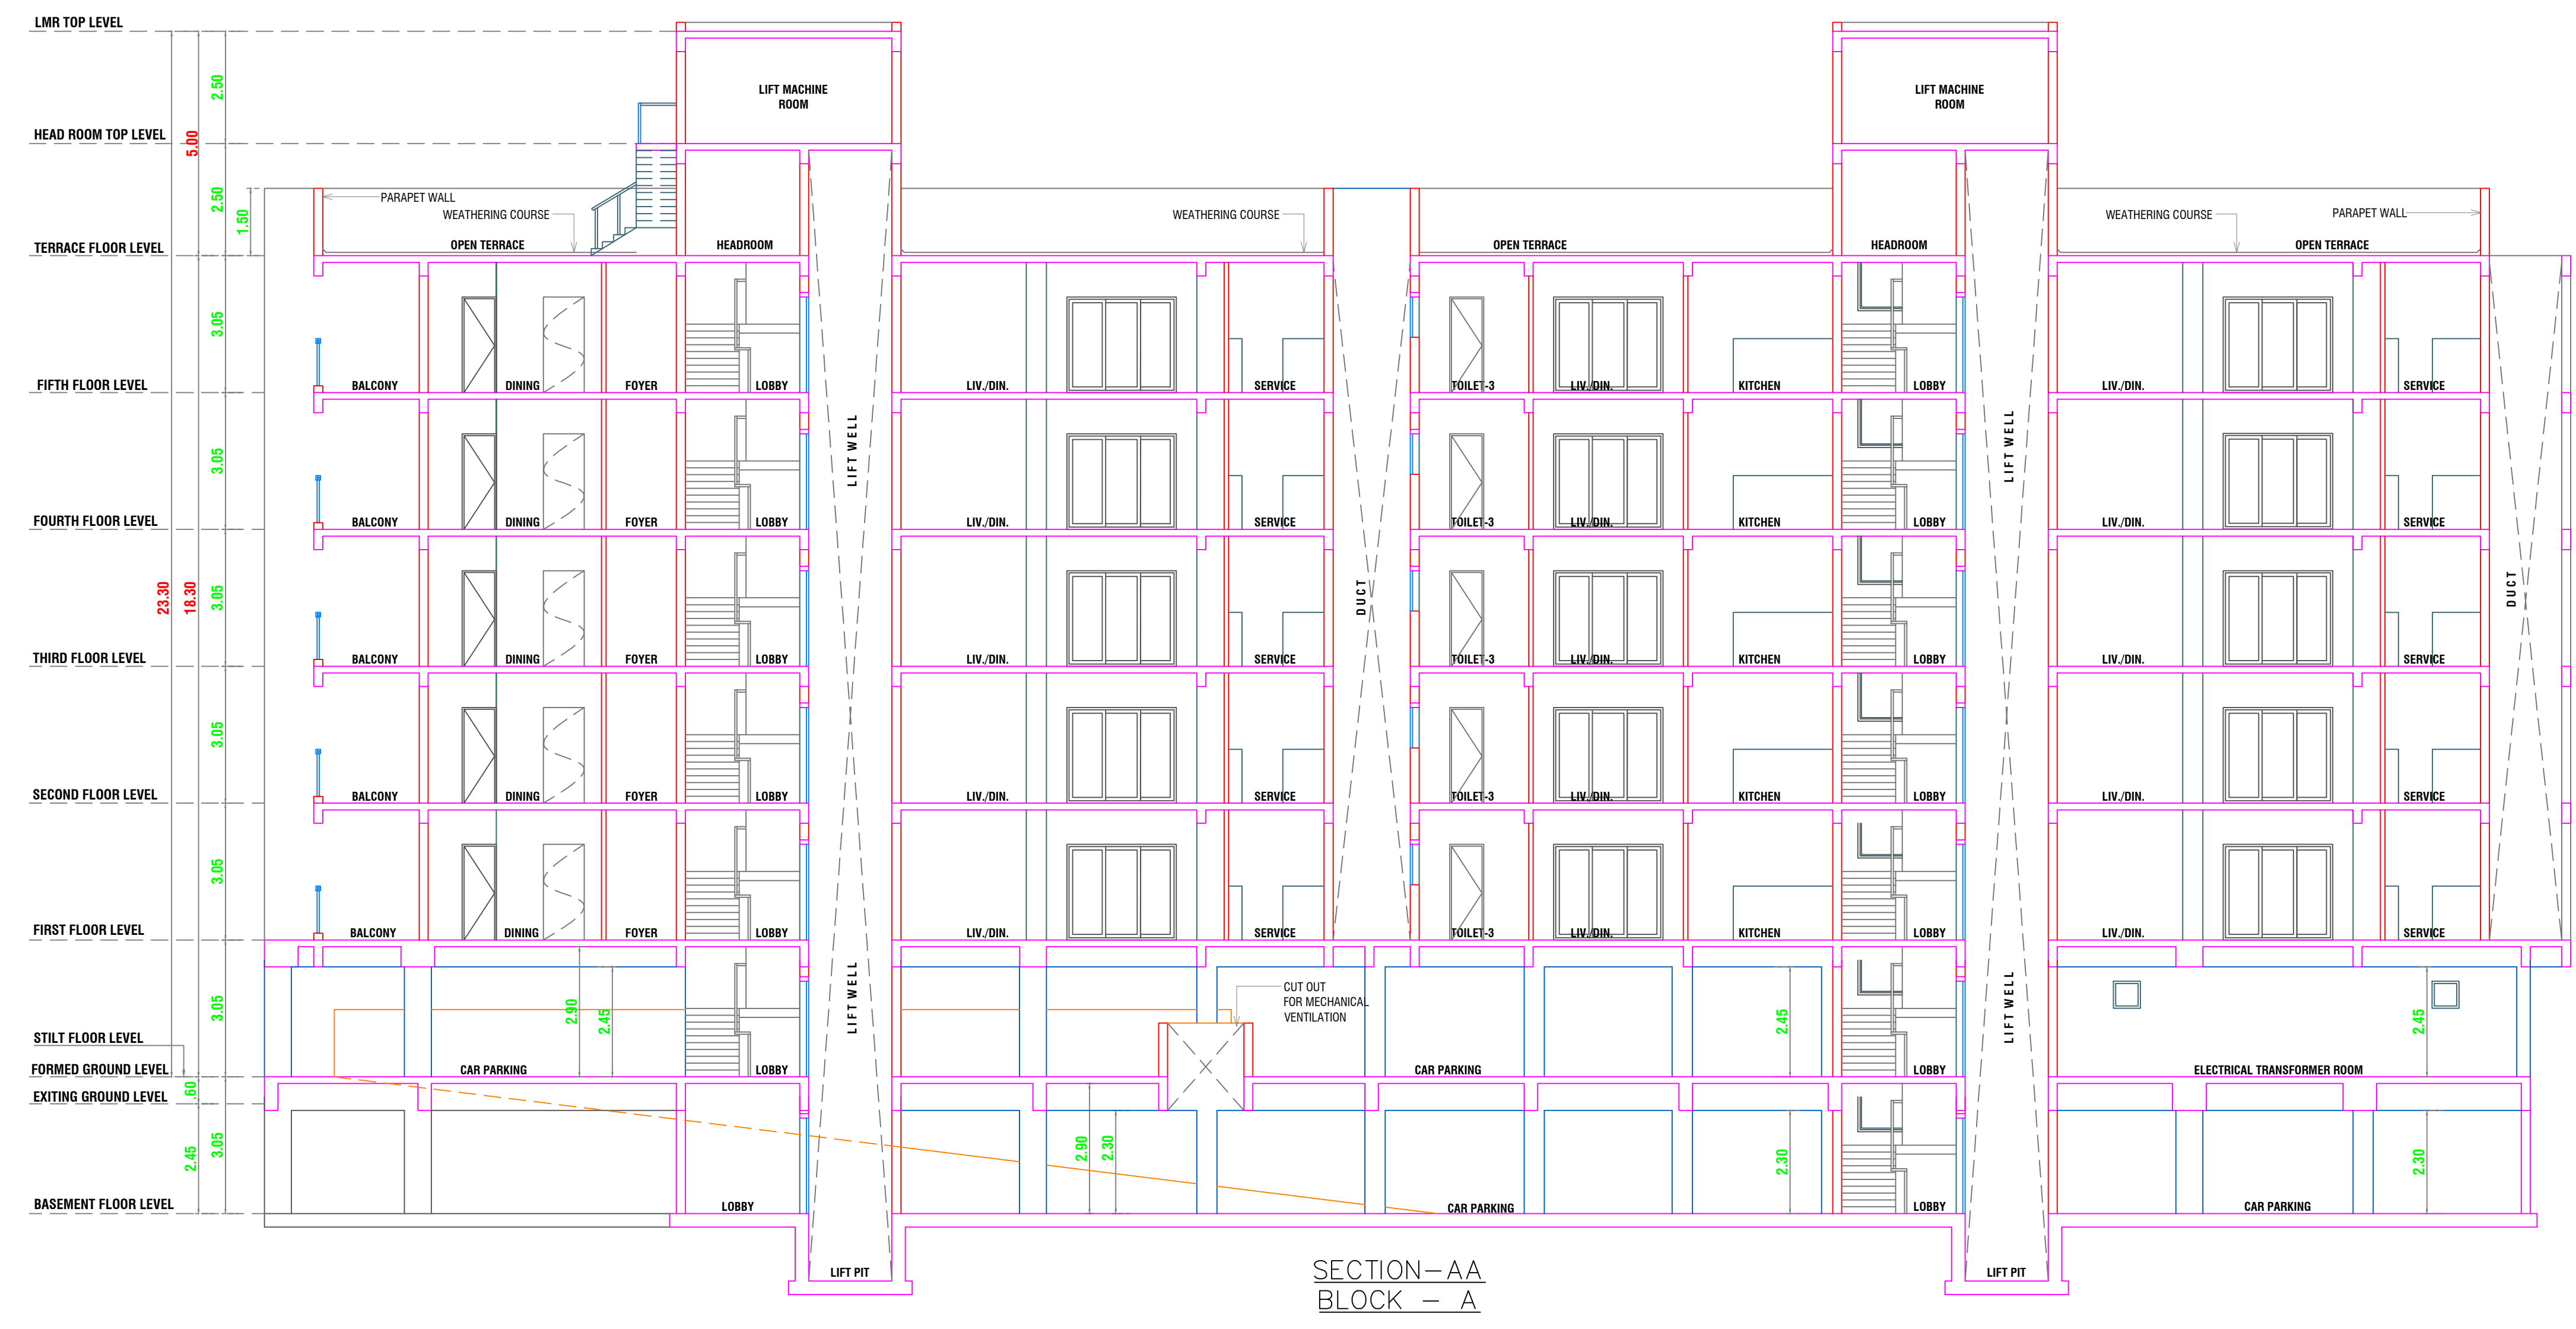 LMR TOP LEVEL
2.50
LIFT MACHINE
ROOM
LIFT MACHINE
ROOM
HEAD ROOM TOP LEVEL
5.00
2.50
1.50
PARAPET WALL
WEATHERING COURSE
WEATHERING COURSE
WEATHERING COURSE
PARAPET WALL
TERRACE FLOOR LEVEL
OPEN TERRACE
HEADROOM
OPEN TERRACE
HEADROOM
OPEN TERRACE
3.05
FIFTH FLOOR LEVEL
BALCONY
DINING
FOYER
LOBBY
LIV./DIN.
SERVICE
TOILET-3
LIV./DIN.
KITCHEN
LOBBY
LIV./DIN.
SERVICE
3.05
LIFT WELL
LIFT WELL
FOURTH FLOOR LEVEL
BALCONY
DINING
FOYER
LOBBY
LIV./DIN.
SERVICE
TOILET-3
LIV./DIN.
KITCHEN
LOBBY
LIV./DIN.
SERVICE
23.30
18.30
3.05
DUCT
DUCT
THIRD FLOOR LEVEL
BALCONY
DINING
FOYER
LOBBY
LIV./DIN.
SERVICE
TOILET-3
LIV./DIN.
KITCHEN
LOBBY
LIV./DIN.
SERVICE
3.05
SECOND FLOOR LEVEL
BALCONY
DINING
FOYER
LOBBY
LIV./DIN.
SERVICE
TOILET-3
LIV./DIN.
KITCHEN
LOBBY
LIV./DIN.
SERVICE
3.05
FIRST FLOOR LEVEL
BALCONY
DINING
FOYER
LOBBY
LIV./DIN.
SERVICE
TOILET-3
LIV./DIN.
KITCHEN
LOBBY
LIV./DIN.
SERVICE
3.05
2.90
2.45
LIFT WELL
CUT OUT
FOR MECHANICAL
VENTILATION
2.45
LIFT WELL
2.45
STILT FLOOR LEVEL
FORMED GROUND LEVEL
CAR PARKING
LOBBY
CAR PARKING
LOBBY
ELECTRICAL TRANSFORMER ROOM
.60
EXITING GROUND LEVEL
2.45
3.05
2.90
2.30
2.30
2.30
BASEMENT FLOOR LEVEL
LOBBY
CAR PARKING
LOBBY
CAR PARKING
LIFT PIT
LIFT PIT
SECTION-AA
BLOCK - A